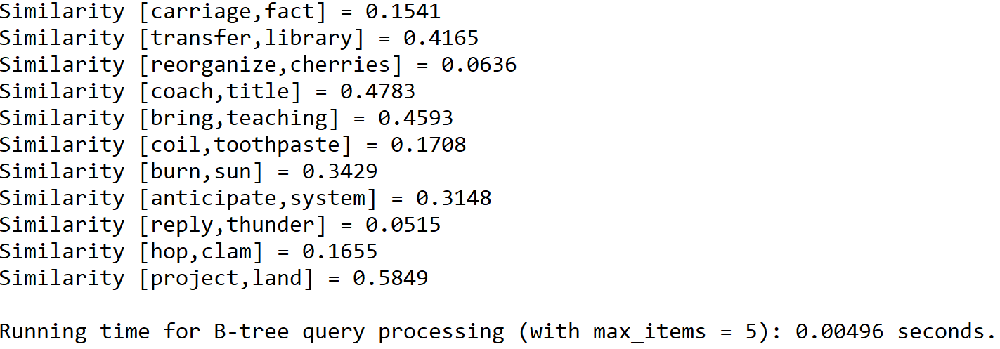 Similarity [carriage,fact] = 0.1541
Similarity [transfer,library] = 0.4165
Similarity [reorganize,cherries] = 0.0636
Similarity [coach,title] = 0.4783
Similarity [bring,teaching] = 0.4593
Similarity [coil,toothpaste] = 0.1708
Similarity [burn,sun] = 0.3429
Similarity [anticipate,system] = 0.3148
Similarity [reply,thunder] = 0.0515
Similarity [hop,clam] = 0.1655
Similarity [project,land] = 0.5849
Running time for B-tree query processing (with max_items = 5): 0.00496 seconds.